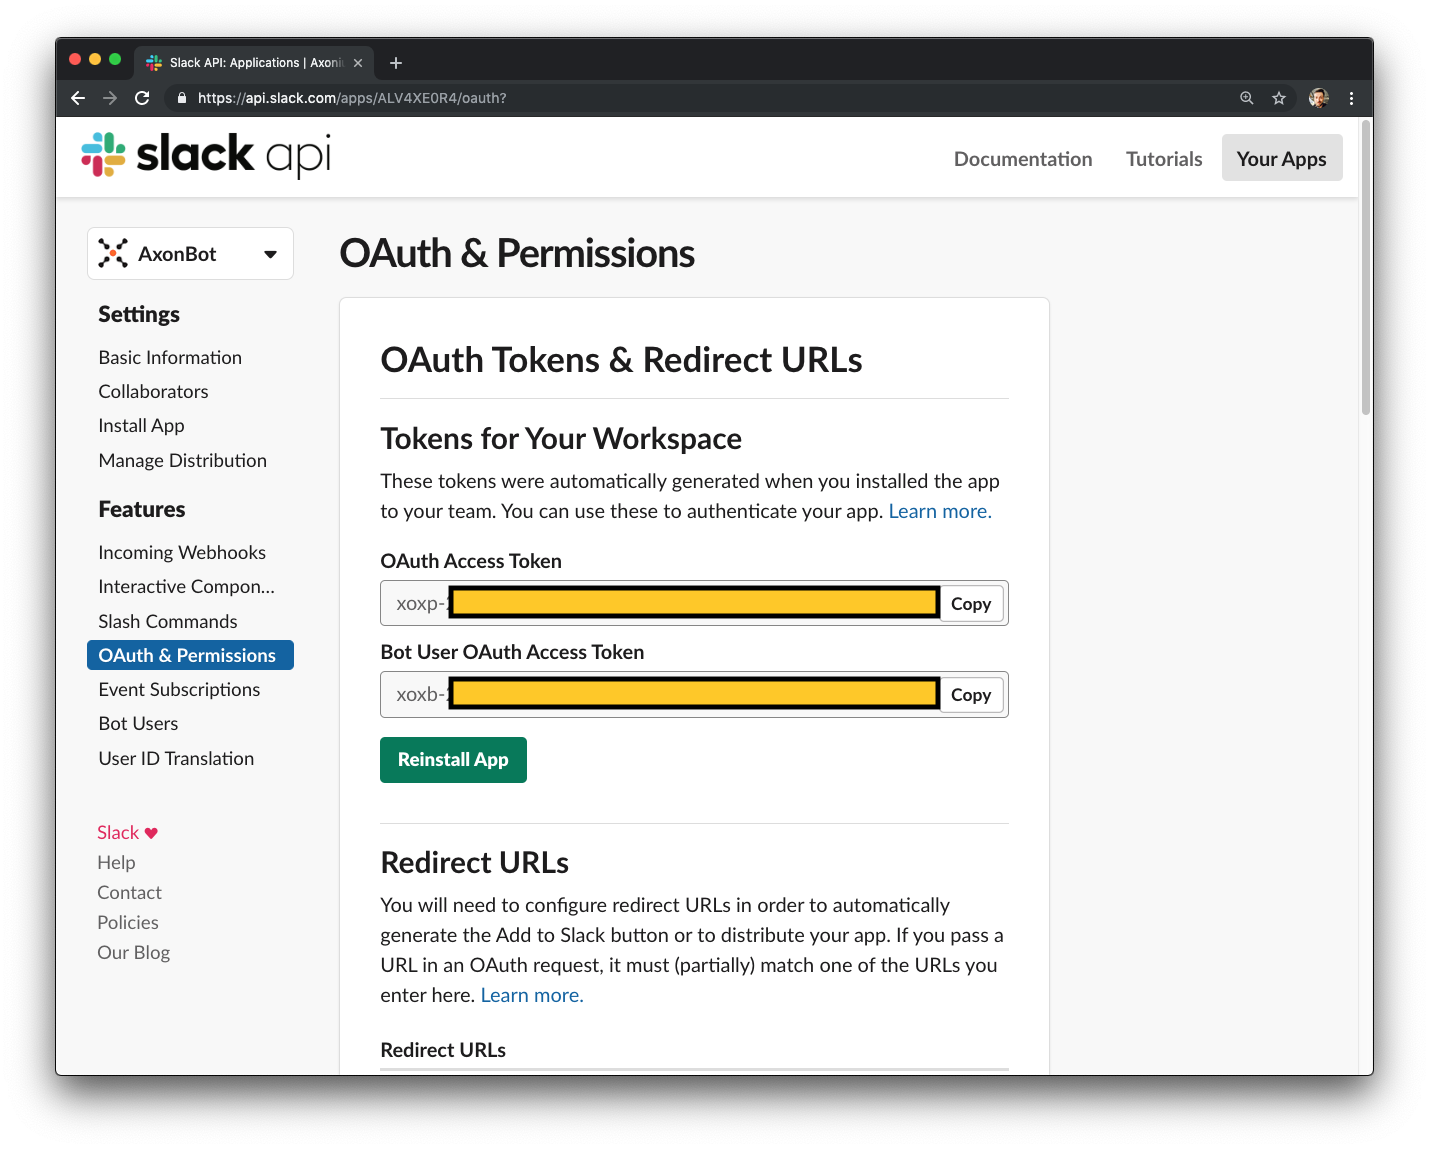 Slack API: Applications | Axoni
https://api.slack.com/apps/ALV4XE0R4/oauth?
slack api
Documentation
Tutorials
Your Apps
AxonBot
Settings
Basic Information
Collaborators
Install App
Manage Distribution
Features
Incoming Webhooks
Interactive Compon...
Slash Commands
OAuth & Permissions
Event Subscriptions
Bot Users
User ID Translation
Slack ♥
Help
Contact
Policies
Our Blog
OAuth & Permissions
OAuth Tokens & Redirect URLs
Tokens for Your Workspace
These tokens were automatically generated when you installed the app
to your team. You can use these to authenticate your app. Learn more.
OAuth Access Token
xoxp-
Copy
Bot User OAuth Access Token
xoxb-
Copy
Reinstall App
Redirect URLs
You will need to configure redirect URLs in order to automatically
generate the Add to Slack button or to distribute your app. If you pass a
URL in an OAuth request, it must (partially) match one of the URLs you
enter here. Learn more.
Redirect URLs